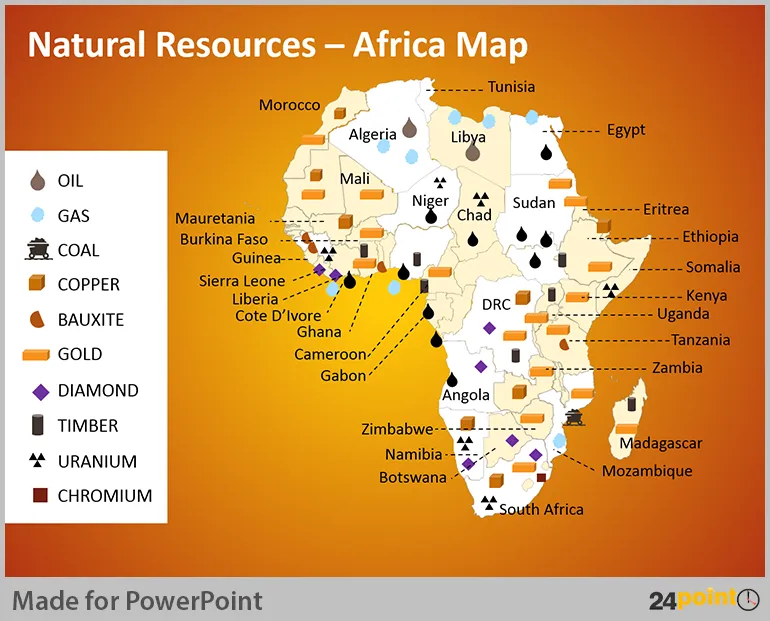 Natural Resources – Africa Map
OIL
GAS
COAL
COPPER
BAUXITE
GOLD
DIAMOND
TIMBER
URANIUM
CHROMIUM
Tunisia
Morocco
Algeria
Libya
Egypt
Mali
Niger
Chad
Sudan
Mauretania
Eritrea
Burkina Faso
Ethiopia
Guinea
Somalia
Sierra Leone
Liberia
Kenya
DRC
Cote D’Ivore
Uganda
Ghana
Tanzania
Cameroon
Zambia
Gabon
Angola
Zimbabwe
Madagascar
Namibia
Mozambique
Botswana
South Africa
Made for PowerPoint
24point